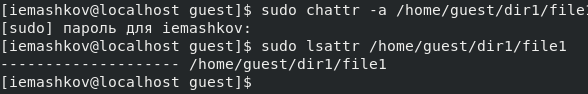 [iemashkov@localhost guest]$ sudo chattr -a /home/guest/dir1/file1
[sudo] пароль для iemashkov:
[iemashkov@localhost guest]$ sudo lsattr /home/guest/dir1/file1
-------------------- /home/guest/dir1/file1
[iemashkov@localhost guest]$